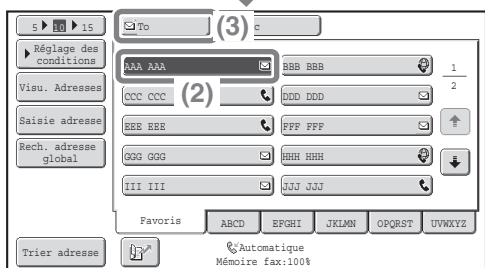 5 10 15
To (3) c
Réglage des
conditions
AAA AAA
BBB BBB
1
2
Visu. Adresses
CCC CCC (2)
DDD DDD
Saisie adresse
EEE EEE
FFF FFF
Rech. adresse
global
GGG GGG
HHH HHH
III III
JJJ JJJ
Favoris ABCD EFGHI JKLMN OPQRST UVWXYZ
Trier adresse
Automatique
Mémoire fax:100%